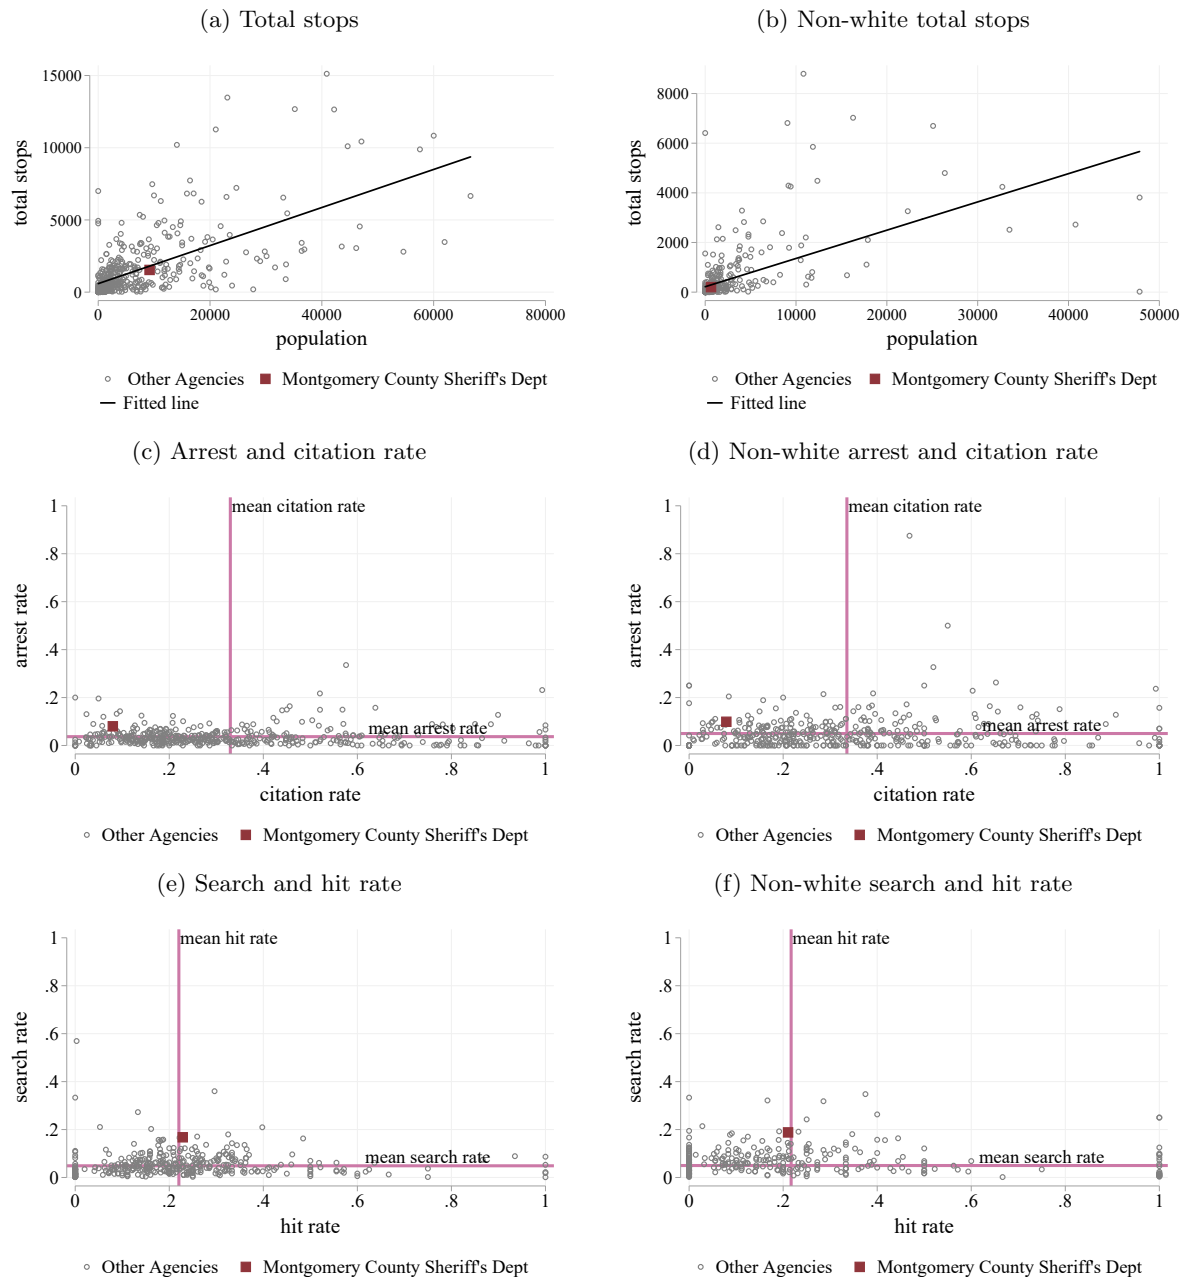 (a) Total stops
(b) Non-white total stops
total stops
15000
10000
5000
0
0 20000 40000 60000 80000
population
Other Agencies Montgomery County Sheriff's Dept
Fitted line
total stops
8000
6000
4000
2000
0
0 10000 20000 30000 40000 50000
population
Other Agencies Montgomery County Sheriff's Dept
Fitted line
(c) Arrest and citation rate
(d) Non-white arrest and citation rate
arrest rate
1
.8
.6
.4
.2
0
mean citation rate
mean arrest rate
0 .2 .4 .6 .8 1
citation rate
Other Agencies Montgomery County Sheriff's Dept
arrest rate
1
.8
.6
.4
.2
0
mean citation rate
mean arrest rate
0 .2 .4 .6 .8 1
citation rate
Other Agencies Montgomery County Sheriff's Dept
(e) Search and hit rate
(f) Non-white search and hit rate
search rate
1
.8
.6
.4
.2
0
mean hit rate
mean search rate
0 .2 .4 .6 .8 1
hit rate
Other Agencies Montgomery County Sheriff's Dept
search rate
1
.8
.6
.4
.2
0
mean hit rate
mean search rate
0 .2 .4 .6 .8 1
hit rate
Other Agencies Montgomery County Sheriff's Dept